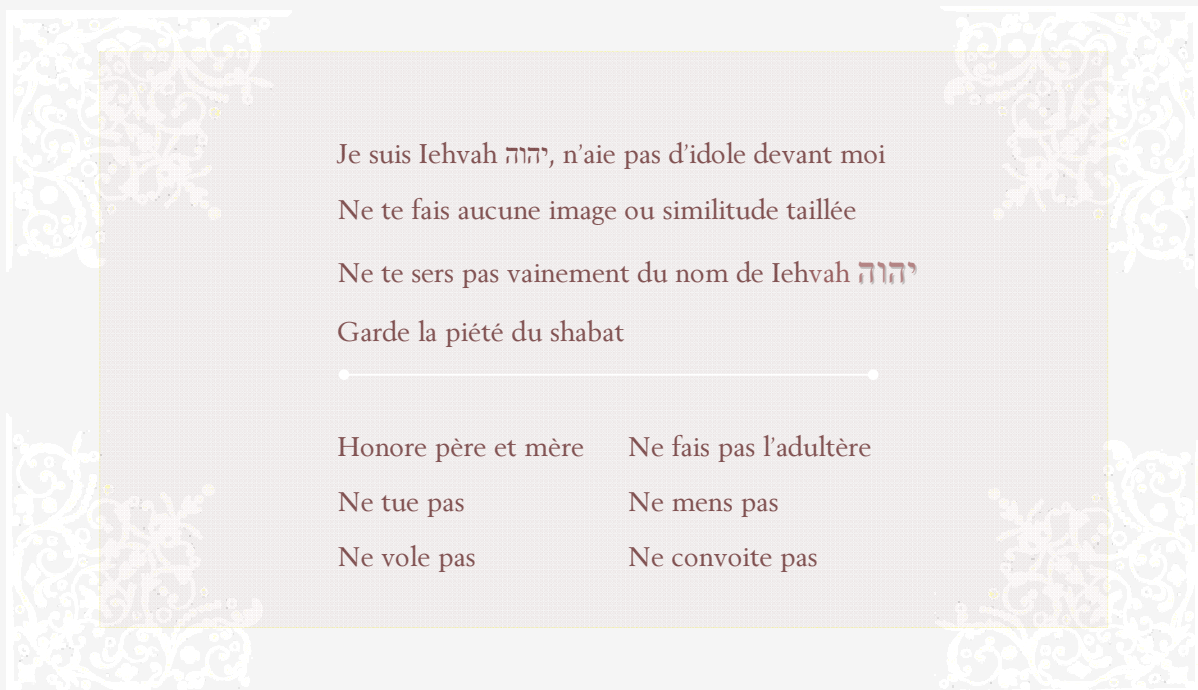 Je suis Iehvah יהוה, n’aie pas d’idole devant moi
Ne te fais aucune image ou similitude taillée
Ne te sers pas vainement du nom de Iehvah יהוה
Garde la piété du shabat
Honore père et mère
Ne tue pas
Ne vole pas
Ne fais pas l’adultère
Ne mens pas
Ne convoite pas